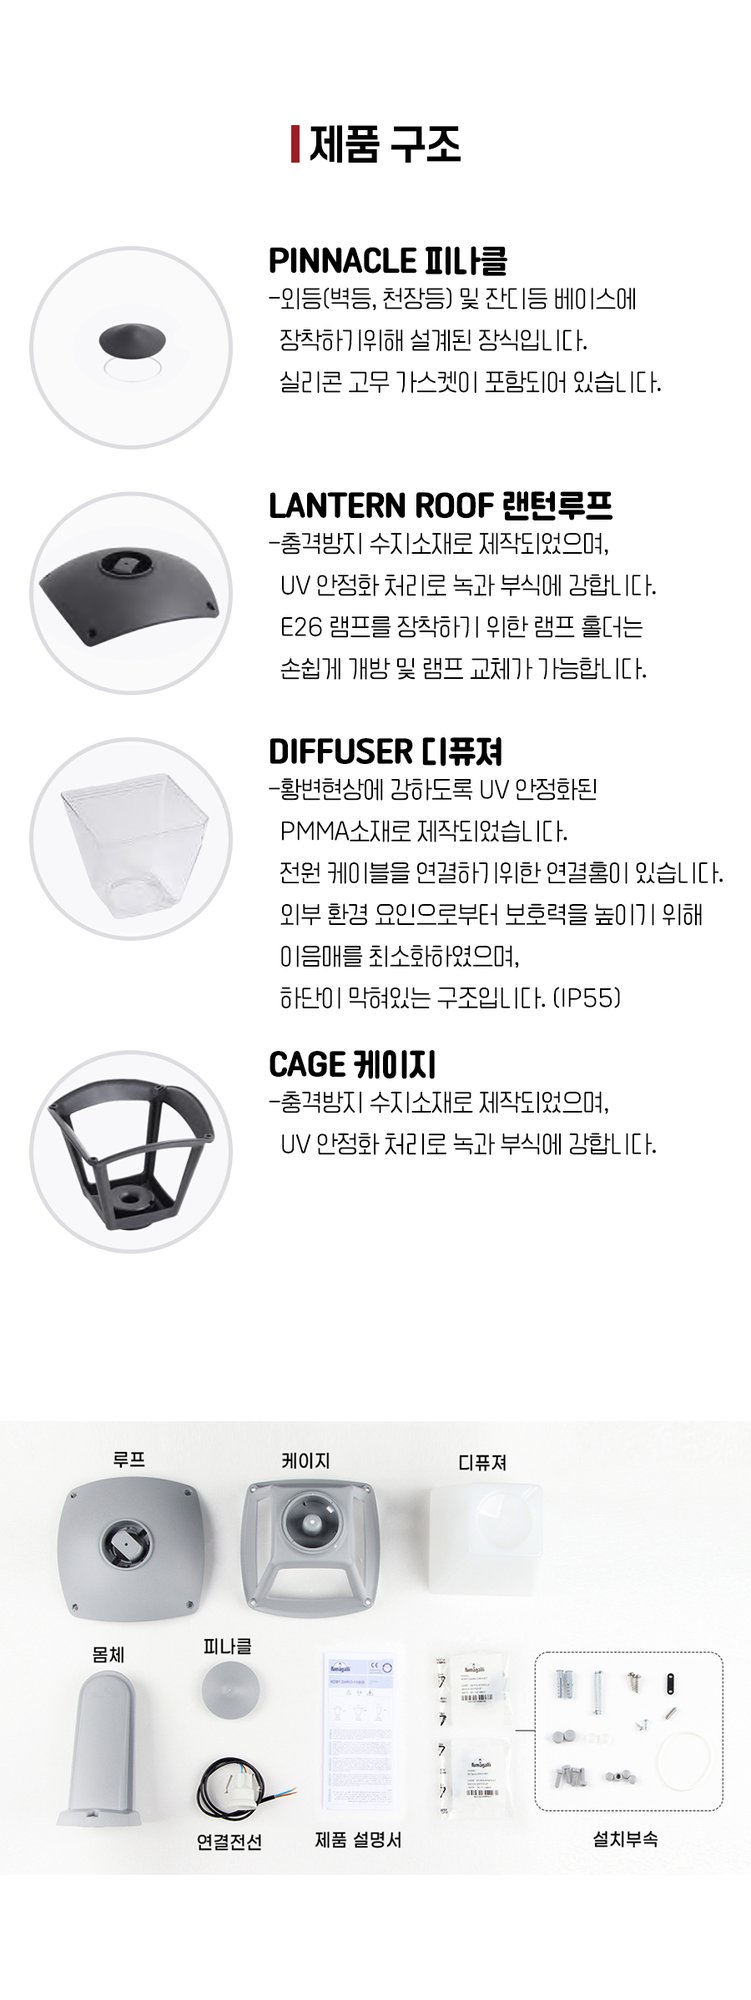 제품 구조
PINNACLE 피나클
-외등(벽등, 천장등) 및 잔디등 베이스에
장착하기위해 설계된 장식입니다.
실리콘 고무 가스켓이 포함되어 있습니다.
LANTERN ROOF 랜턴루프
-충격방지 수지소재로 제작되었으며,
UV 안정화 처리로 녹과 부식에 강합니다.
E26 램프를 장착하기 위한 램프 홀더는
손쉽게 개방 및 램프 교체가 가능합니다.
DIFFUSER 디퓨져
-황변현상에 강하도록 UV 안정화된
PMMA소재로 제작되었습니다.
전원 케이블을 연결하기위한 연결홈이 있습니다.
외부 환경 요인으로부터 보호력을 높이기 위해
이음매를 최소화하였으며,
하단이 막혀있는 구조입니다. (IP55)
CAGE 케이지
-충격방지 수지소재로 제작되었으며,
UV 안정화 처리로 녹과 부식에 강합니다.
루프
케이지
디퓨져
몸체
피나클
fumagalli
CE
fumagalli
fumagalli
연결전선
제품 설명서
설치부속